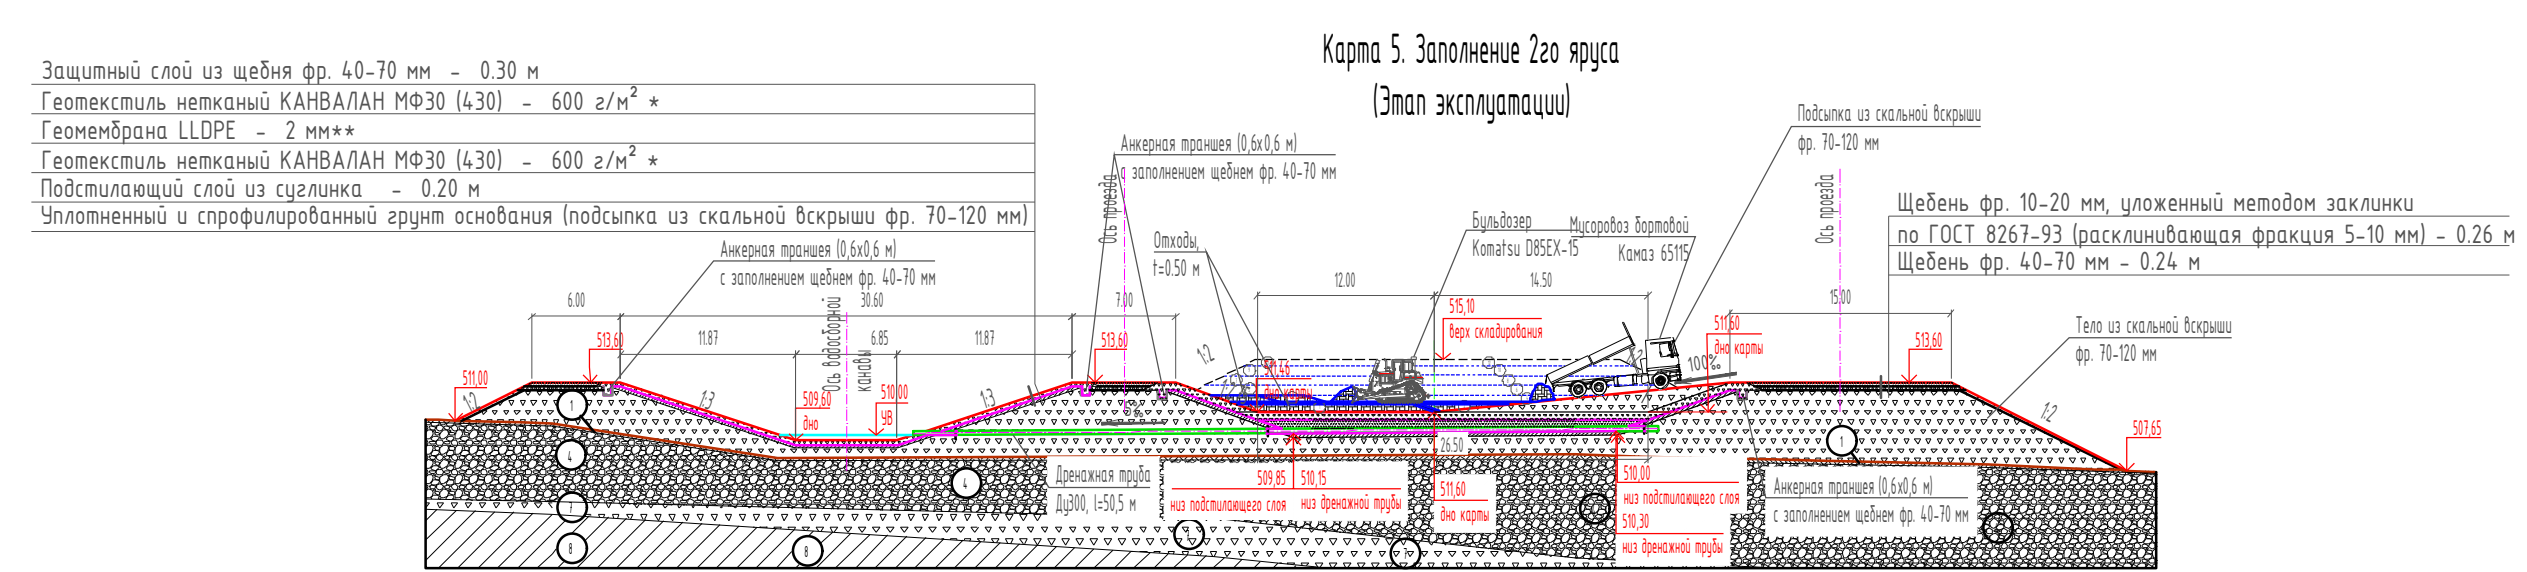 Карта 5. Заполнение 2го яруса
(Этап эксплуатации)
Защитный слой из щебня фр. 40-70 мм - 0.30 м
Геотекстиль нетканый КАНВАЛАН МФ30 (430) - 600 г/м² *
Геомембрана LLDPE - 2 мм**
Геотекстиль нетканый КАНВАЛАН МФ30 (430) - 600 г/м² *
Подстилающий слой из суглинка - 0.20 м
Уплотненный и спрофилированный грунт основания (подсыпка из скальной вскрыши фр. 70-120 мм)
Анкерная траншея (0,6х0,6 м)
с заполнением щебнем фр. 40-70 мм
Анкерная траншея (0,6х0,6 м)
с заполнением щебнем фр. 40-70 мм
Ось проезда
Отходы,
t=0.50 м
Бульдозер
Komatsu D85EX-15
Мусоровоз бортовой
Камаз 65115
Подсыпка из скальной вскрыши
фр. 70-120 мм
Ось проезда
Щебень фр. 10-20 мм, уложенный методом заклинки
по ГОСТ 8267-93 (расклинивающая фракция 5-10 мм) - 0.26 м
Щебень фр. 40-70 мм - 0.24 м
Тело из скальной вскрыши
фр. 70-120 мм
6.00
30.60
7.00
12.00
14.50
15.00
11.87
6.85
11.87
Ось водосборной
канавы
511,00
513,60
509,60
дно
510,00
УВ
513,60
511,46
515,10
верх складирования
511,60
дно карты
513,60
507,65
1:2
1:3
1:3
1:2
100‰
1:2
26.50
1
4
7
8
8
4
7
1
Дренажная труба
Ду300, l=50,5 м
509,85
низ подстилающего слоя
510,15
низ дренажной трубы
511,60
дно карты
510,00
низ подстилающего слоя
510,30
низ дренажной трубы
Анкерная траншея (0,6х0,6 м)
с заполнением щебнем фр. 40-70 мм